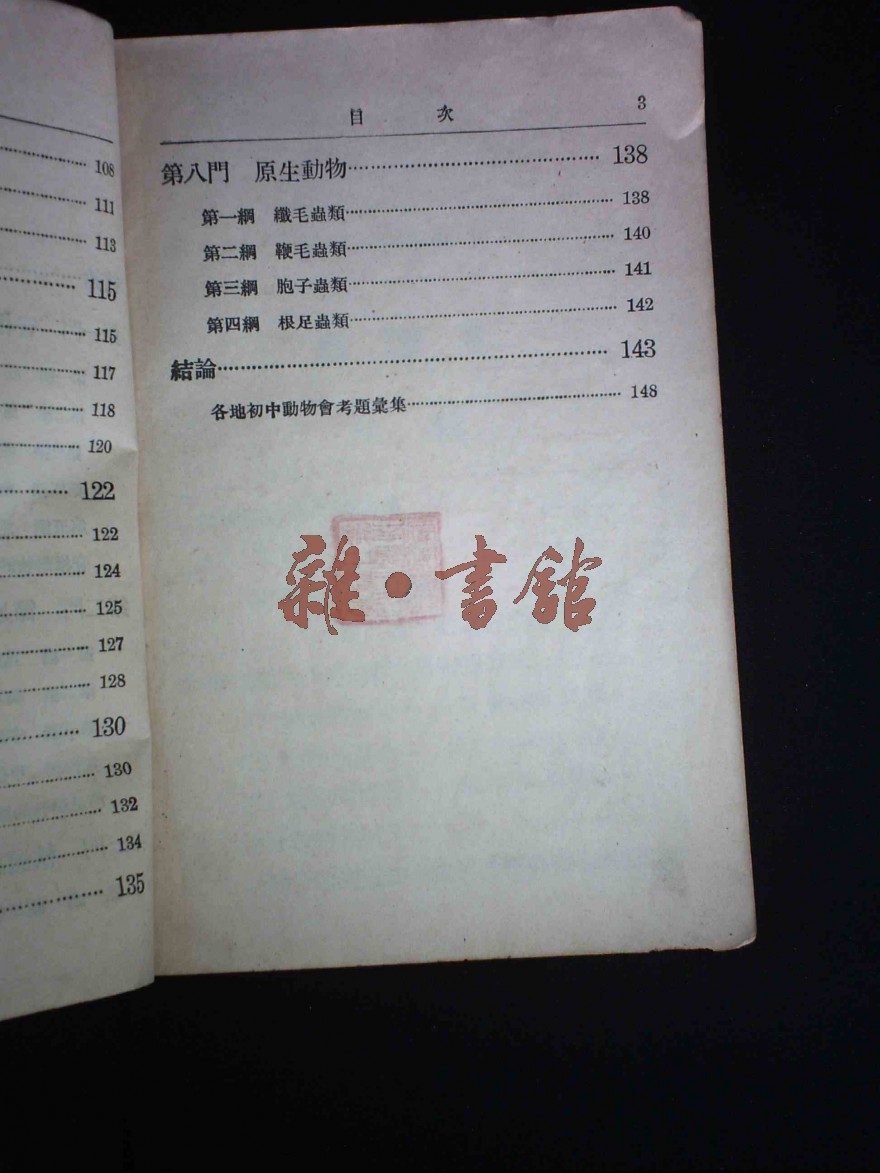 108
111
113
115
115
117
118
120
122
122
124
125
127
128
130
130
132
134
135
目次 3
第八門 原生動物 138
第一綱 纖毛蟲類 138
第二綱 鞭毛蟲類 140
第三綱 胞子蟲類 141
第四綱 根足蟲類 142
結論 143
各地初中動物會考題彙集 148
雜·書館